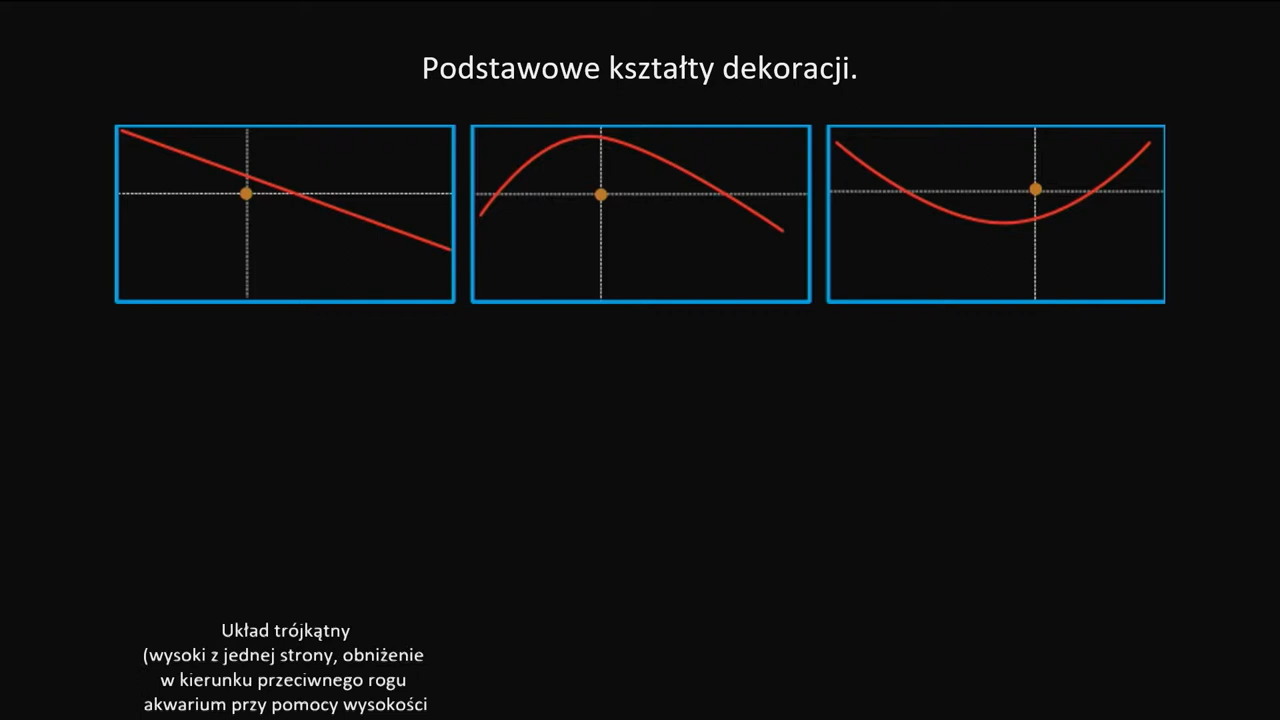 Podstawowe kształty dekoracji.
Układ trójkątny
(wysoki z jednej strony, obniżenie
w kierunku przeciwnego rogu
akwarium przy pomocy wysokości